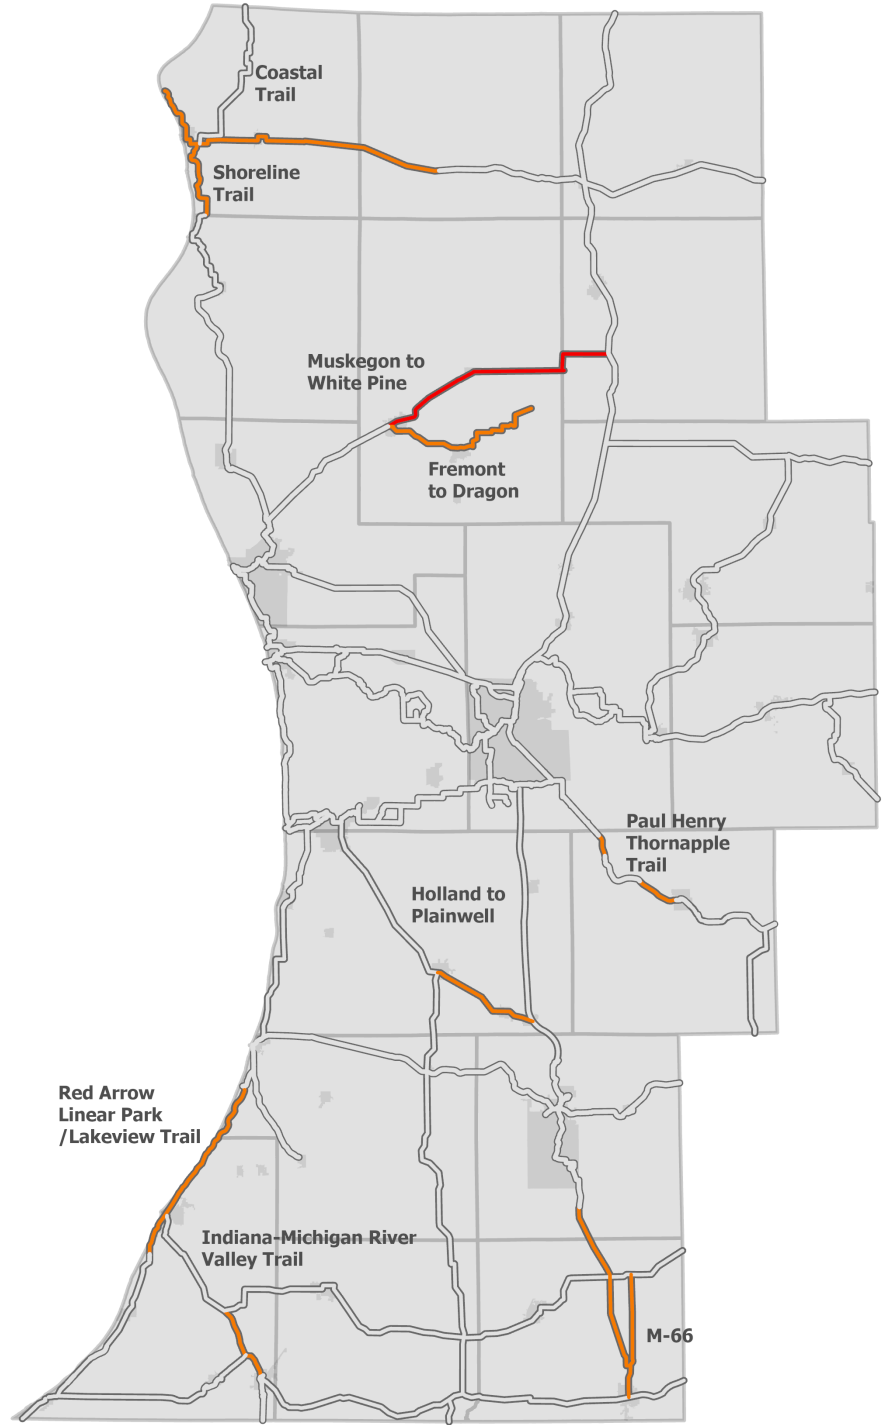 Coastal
Trail
Shoreline
Trail
Muskegon to
White Pine
Fremont
to Dragon
Paul Henry
Thornapple
Trail
Holland to
Plainwell
Red Arrow
Linear Park
/Lakeview Trail
Indiana-Michigan River
Valley Trail
M-66